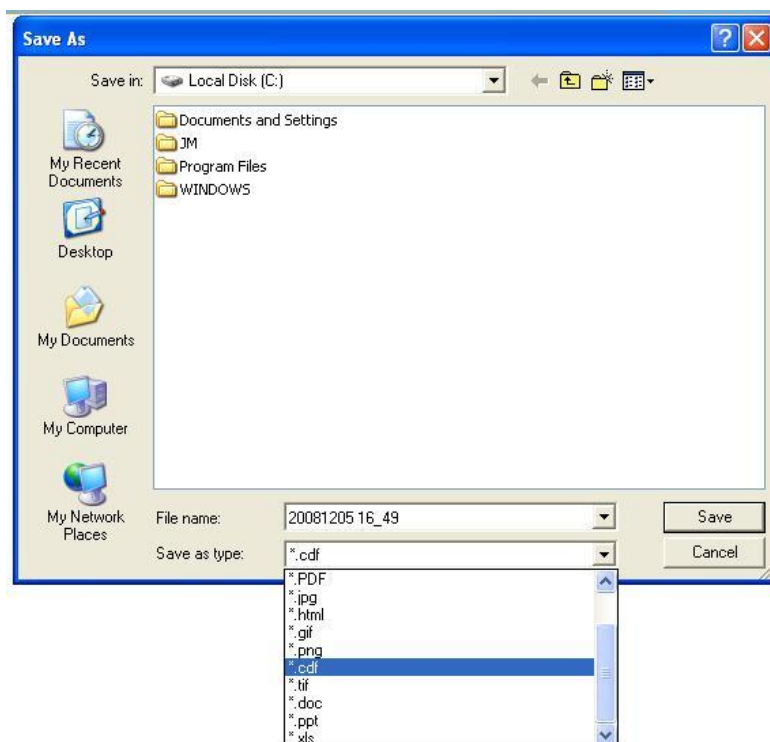 Save As
Save in:
Local Disk (C:)
Documents and Settings
JM
Program Files
WINDOWS
My Recent
Documents
Desktop
My Documents
My Computer
My Network
Places
File name:
20081205 16_49
Save
Save as type:
*.cdf
Cancel
*.PDF
*.jpg
*.html
*.gif
*.png
*.cdf
*.tif
*.doc
*.ppt
*.xls